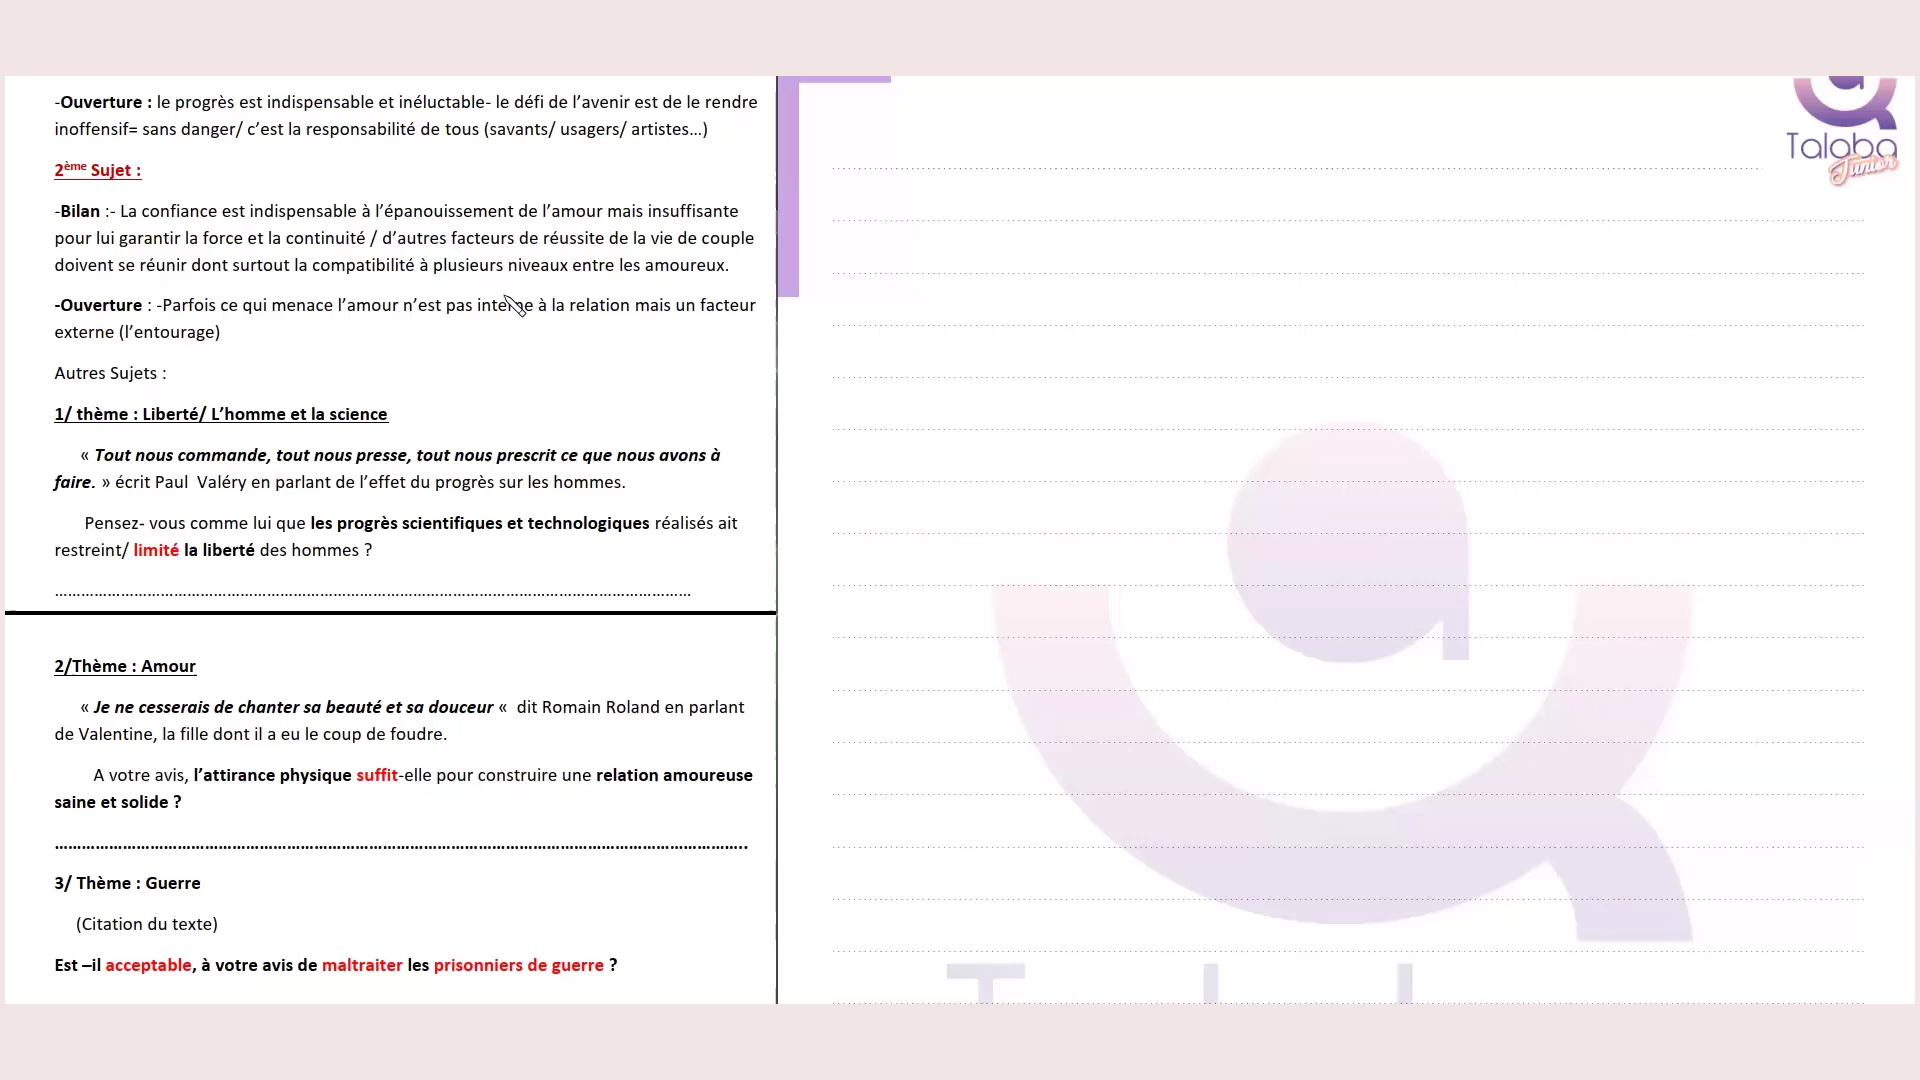 -Ouverture : le progrès est indispensable et inéluctable- le défi de l’avenir est de le rendre
inoffensif= sans danger/ c’est la responsabilité de tous (savants/ usagers/ artistes…)
2ème Sujet :
-Bilan :- La confiance est indispensable à l’épanouissement de l’amour mais insuffisante
pour lui garantir la force et la continuité / d’autres facteurs de réussite de la vie de couple
doivent se réunir dont surtout la compatibilité à plusieurs niveaux entre les amoureux.
-Ouverture : -Parfois ce qui menace l’amour n’est pas interne à la relation mais un facteur
externe (l’entourage)
Autres Sujets :
1/ thème : Liberté/ L’homme et la science
« Tout nous commande, tout nous presse, tout nous prescrit ce que nous avons à
faire. » écrit Paul Valéry en parlant de l’effet du progrès sur les hommes.
Pensez- vous comme lui que les progrès scientifiques et technologiques réalisés ait
restreint/ limité la liberté des hommes ?
2/Thème : Amour
« Je ne cesserais de chanter sa beauté et sa douceur « dit Romain Roland en parlant
de Valentine, la fille dont il a eu le coup de foudre.
A votre avis, l’attirance physique suffit-elle pour construire une relation amoureuse
saine et solide ?
3/ Thème : Guerre
(Citation du texte)
Est –il acceptable, à votre avis de maltraiter les prisonniers de guerre ?
Taloba
Junior